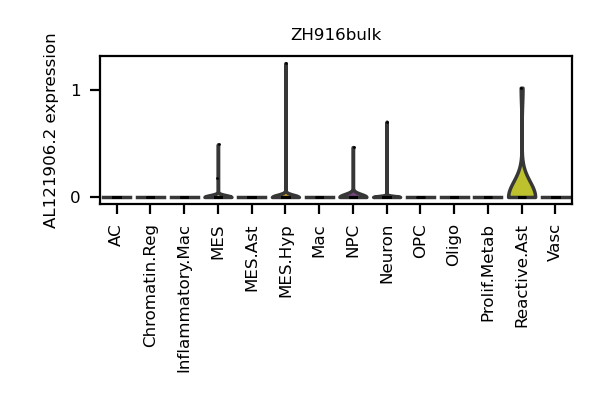 ZH916bulk
AL121906.2 expression
1
0
AC
Chromatin.Reg
Inflammatory.Mac
MES
MES.Ast
MES.Hyp
Mac
NPC
Neuron
OPC
Oligo
Prolif.Metab
Reactive.Ast
Vasc